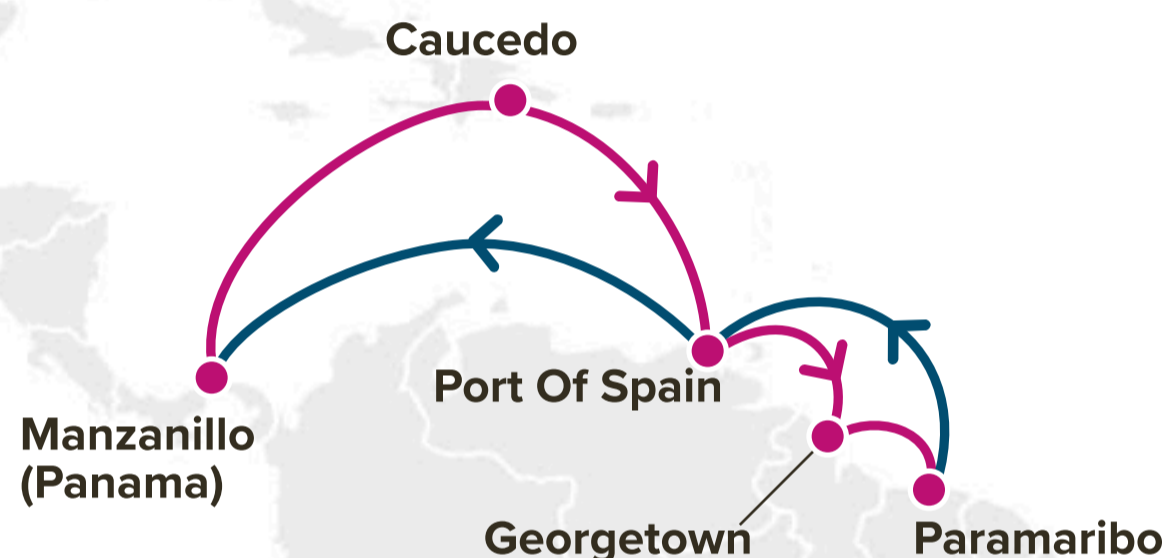 Caucedo
Port Of Spain
Manzanillo
(Panama)
Georgetown
Paramaribo